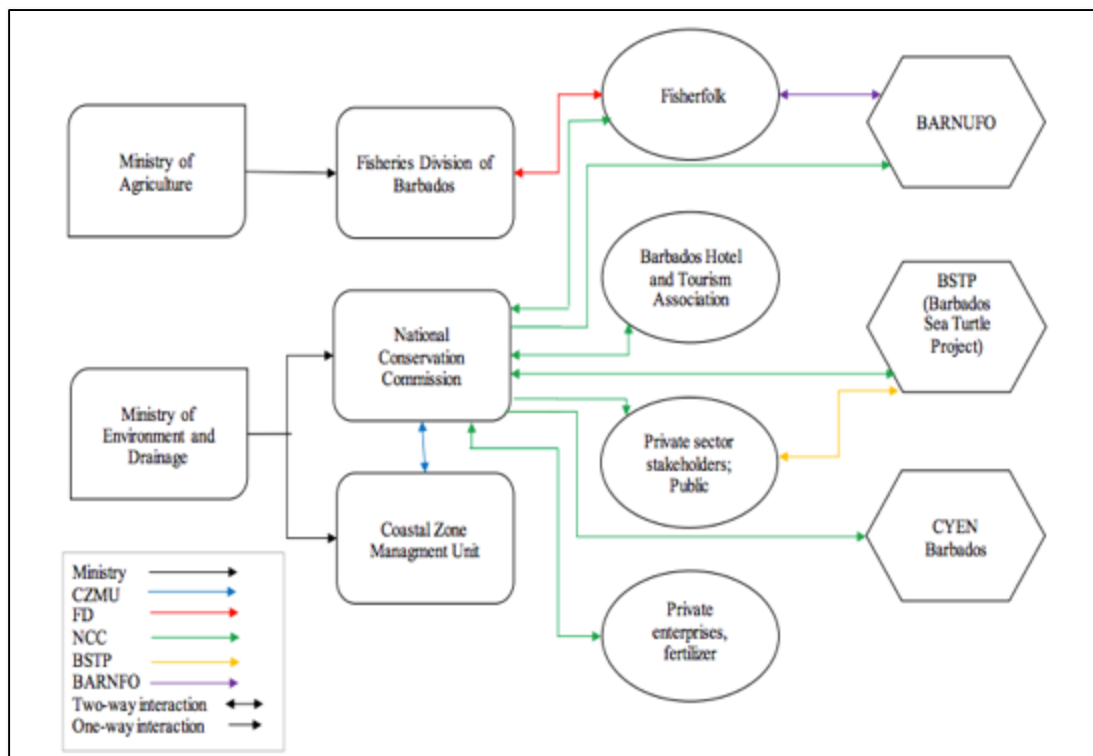 Ministry of
Agriculture
Fisheries Division of
Barbados
Fisherfolk
BARNUFO
Barbados Hotel
and Tourism
Association
BSTP
(Barbados
Sea Turtle
Project)
National
Conservation
Commission
Ministry of
Environment and
Drainage
Private sector
stakeholders;
Public
Coastal Zone
Managment Unit
CYEN
Barbados
Private
enterprises,
fertilizer
Ministry
CZMU
FD
NCC
BSTP
BARNFO
Two-way interaction
One-way interaction